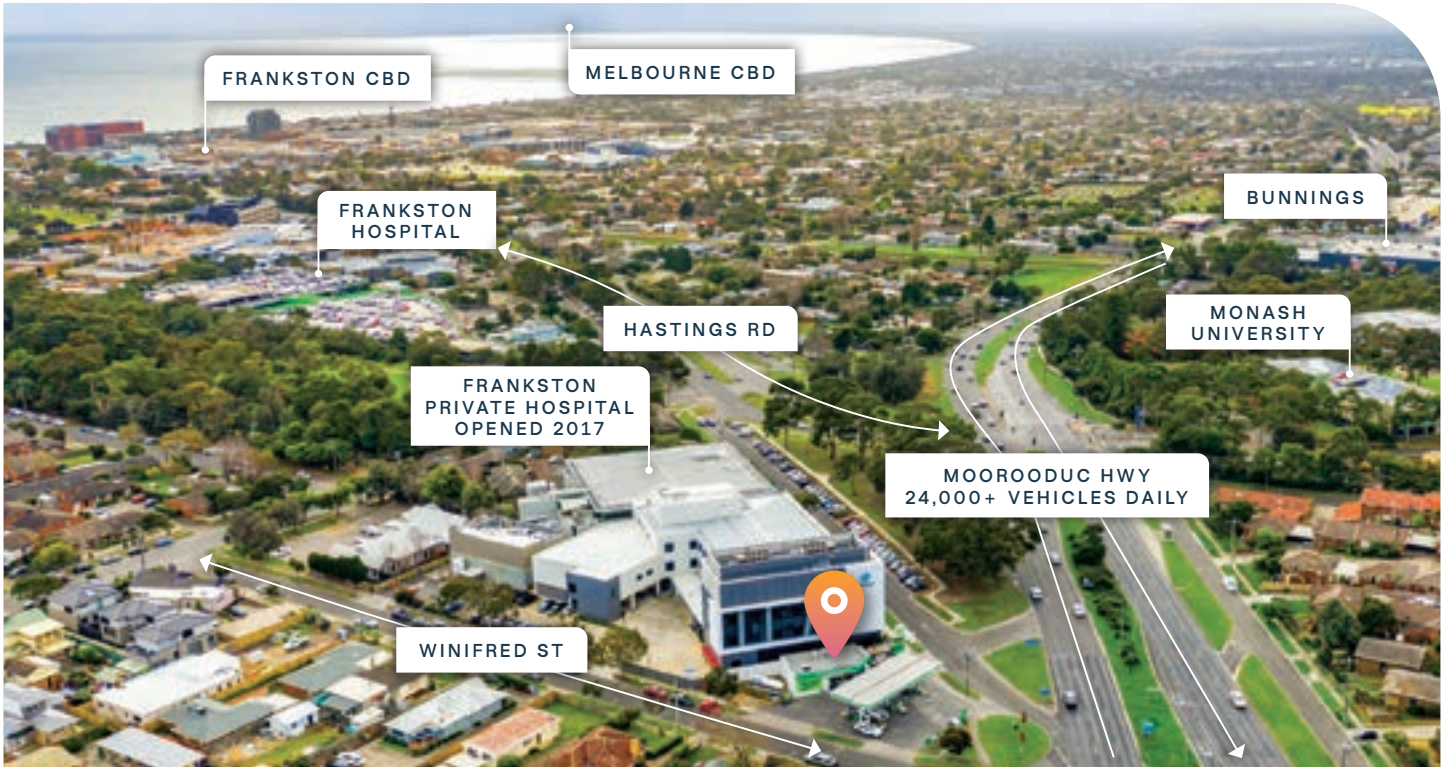 FRANKSTON CBD
MELBOURNE CBD
FRANKSTON
HOSPITAL
BUNNINGS
HASTINGS RD
MONASH
UNIVERSITY
FRANKSTON
PRIVATE HOSPITAL
OPENED 2017
MOOROODUC HWY
24,000+ VEHICLES DAILY
WINIFRED ST